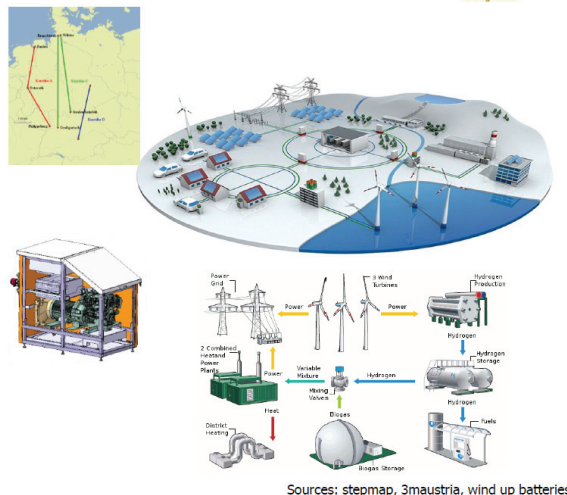 Power
Grid
3 Wind
Turbines
Hydrogen
Production
Power
Power
Hydrogen
Hydrogen
Storage
2 Combined
Heat and
Power
Plants
Power
Variable
Mixture
Hydrogen
Mixing
Valves
Hydrogen
Heat
Biogas
Fuels
District
Heating
Biogas Storage
Sources: stepmap, 3maustria, wind up batteries